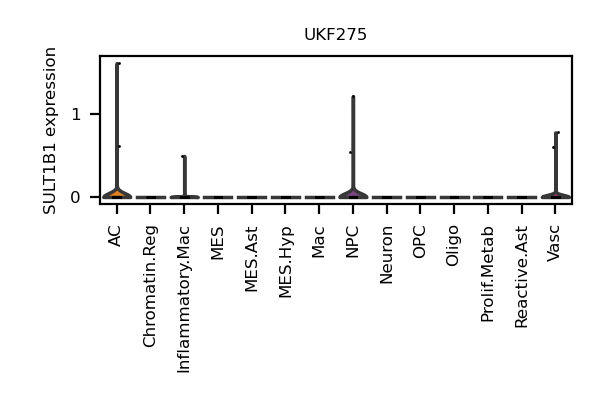 UKF275
SULT1B1 expression
1
0
AC
Chromatin.Reg
Inflammatory.Mac
MES
MES.Ast
MES.Hyp
Mac
NPC
Neuron
OPC
Oligo
Prolif.Metab
Reactive.Ast
Vasc